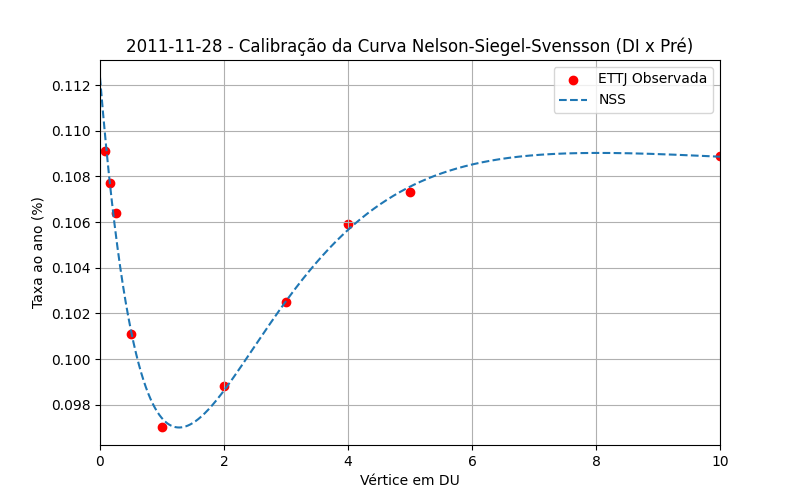 2011-11-28 - Calibração da Curva Nelson-Siegel-Svensson (DI x Pré)
ETTJ Observada
NSS
Taxa ao ano (%)
0.112
0.110
0.108
0.106
0.104
0.102
0.100
0.098
0 2 4 6 8 10
Vértice em DU